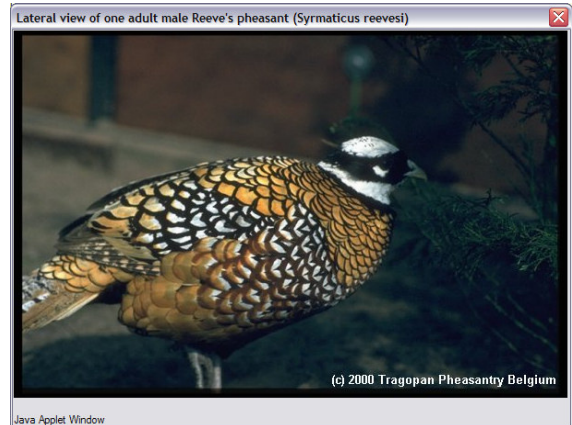 Lateral view of one adult male Reeve's pheasant (Syrmaticus reevesi)
(c) 2000 Tragopan Pheasantry Belgium
Java Applet Window